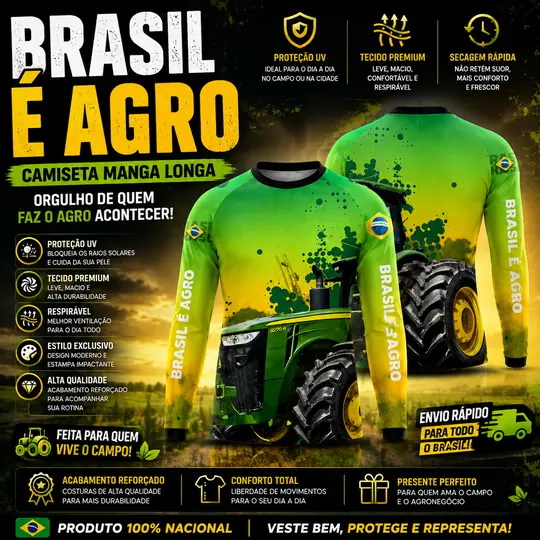 BRASIL
É AGRO
CAMISETA MANGA LONGA
ORGULHO DE QUEM
FAZ O AGRO ACONTECER!
PROTEÇÃO UV
IDEAL PARA O DIA A DIA
NO CAMPO OU NA CIDADE
TECIDO PREMIUM
LEVE, MACIO,
CONFORTÁVEL E
RESPIRÁVEL
SECAGEM RÁPIDA
NÃO RETÉM SUOR,
MAIS CONFORTO
E FRESCOR
PROTEÇÃO UV
BLOQUEIA OS RAIOS SOLARES
E CUIDA DA SUA PELE
TECIDO PREMIUM
LEVE, MACIO E
ALTA DURABILIDADE
RESPIRÁVEL
MELHOR VENTILAÇÃO
PARA O DIA TODO
ESTILO EXCLUSIVO
DESIGN MODERNO E
ESTAMPA IMPACTANTE
ALTA QUALIDADE
ACABAMENTO REFORÇADO
PARA ACOMPANHAR
SUA ROTINA
BRASIL É AGRO
BRASIL É AGRO
8270 R
BRASIL É AGRO
FEITA PARA QUEM
VIVE O CAMPO!
ENVIO RÁPIDO
PARA TODO
O BRASIL!
ACABAMENTO REFORÇADO
COSTURAS DE ALTA QUALIDADE
PARA MAIS DURABILIDADE
CONFORTO TOTAL
LIBERDADE DE MOVIMENTOS
PARA O SEU DIA A DIA
PRESENTE PERFEITO
PARA QUEM AMA O CAMPO
E O AGRONEGÓCIO
PRODUTO 100% NACIONAL
VESTE BEM, PROTEGE E REPRESENTA!